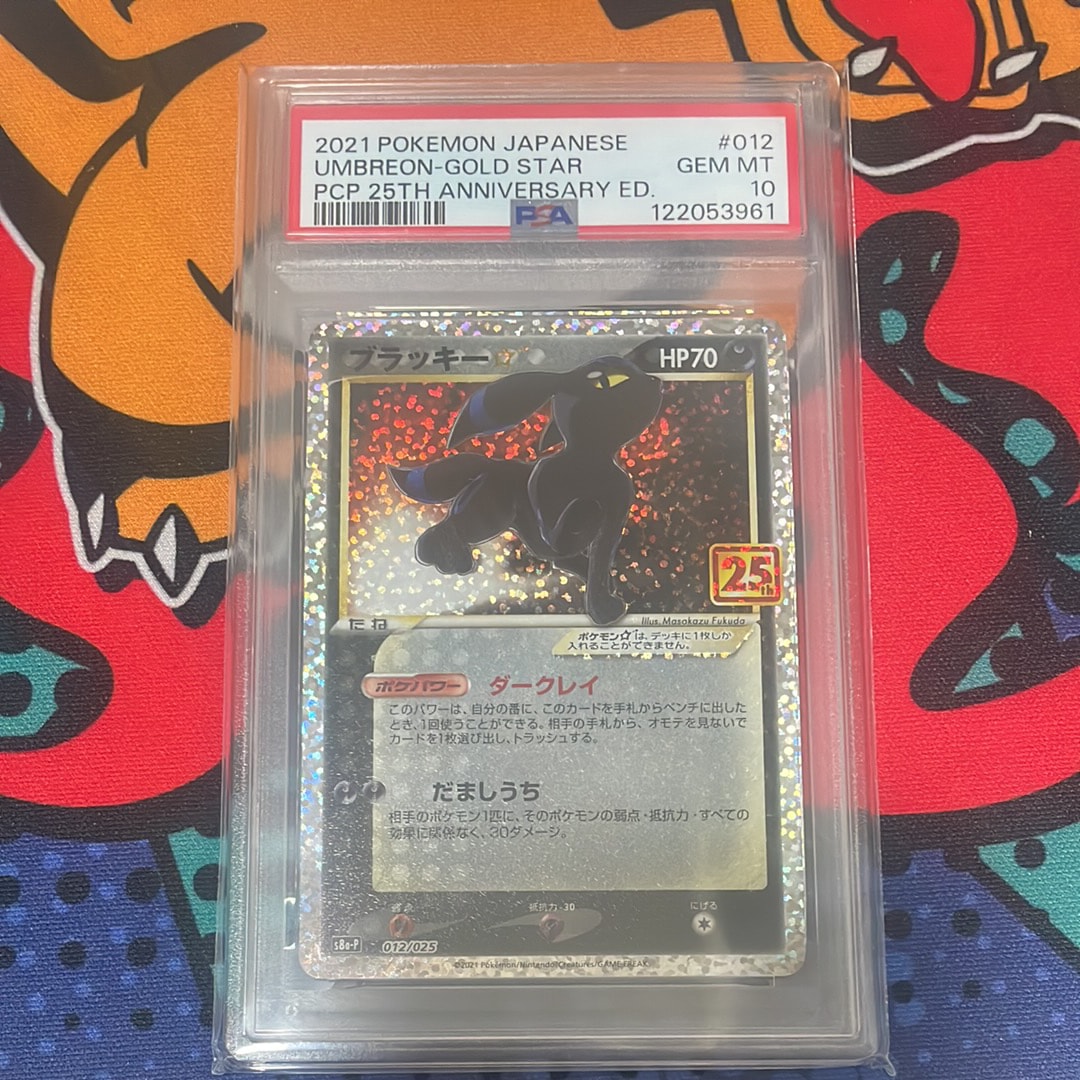 2021 POKEMON JAPANESE #012
UMBREON-GOLD STAR GEM MT
PCP 25TH ANNIVERSARY ED. 10
PSA 122053961
ブラッキー☆ HP70
25th
たね
Illus. Masakazu Fukuda
ポケモン☆は、デッキに1枚しか
入れることができません。
ポケパワー ダークレイ
このパワーは、自分の番に、このカードを手札からベンチに出した
とき、1回使うことができる。相手の手札から、オモテを見ないで
カードを1枚選び出し、トラッシュする。
だましうち
相手のポケモン1匹に、そのポケモンの弱点・抵抗力・すべての
効果に関係なく、30ダメージ。
弱点 抵抗力 -30 にげる
s8a-P 012/025
©2021 Pokémon/Nintendo/Creatures/GAME FREAK